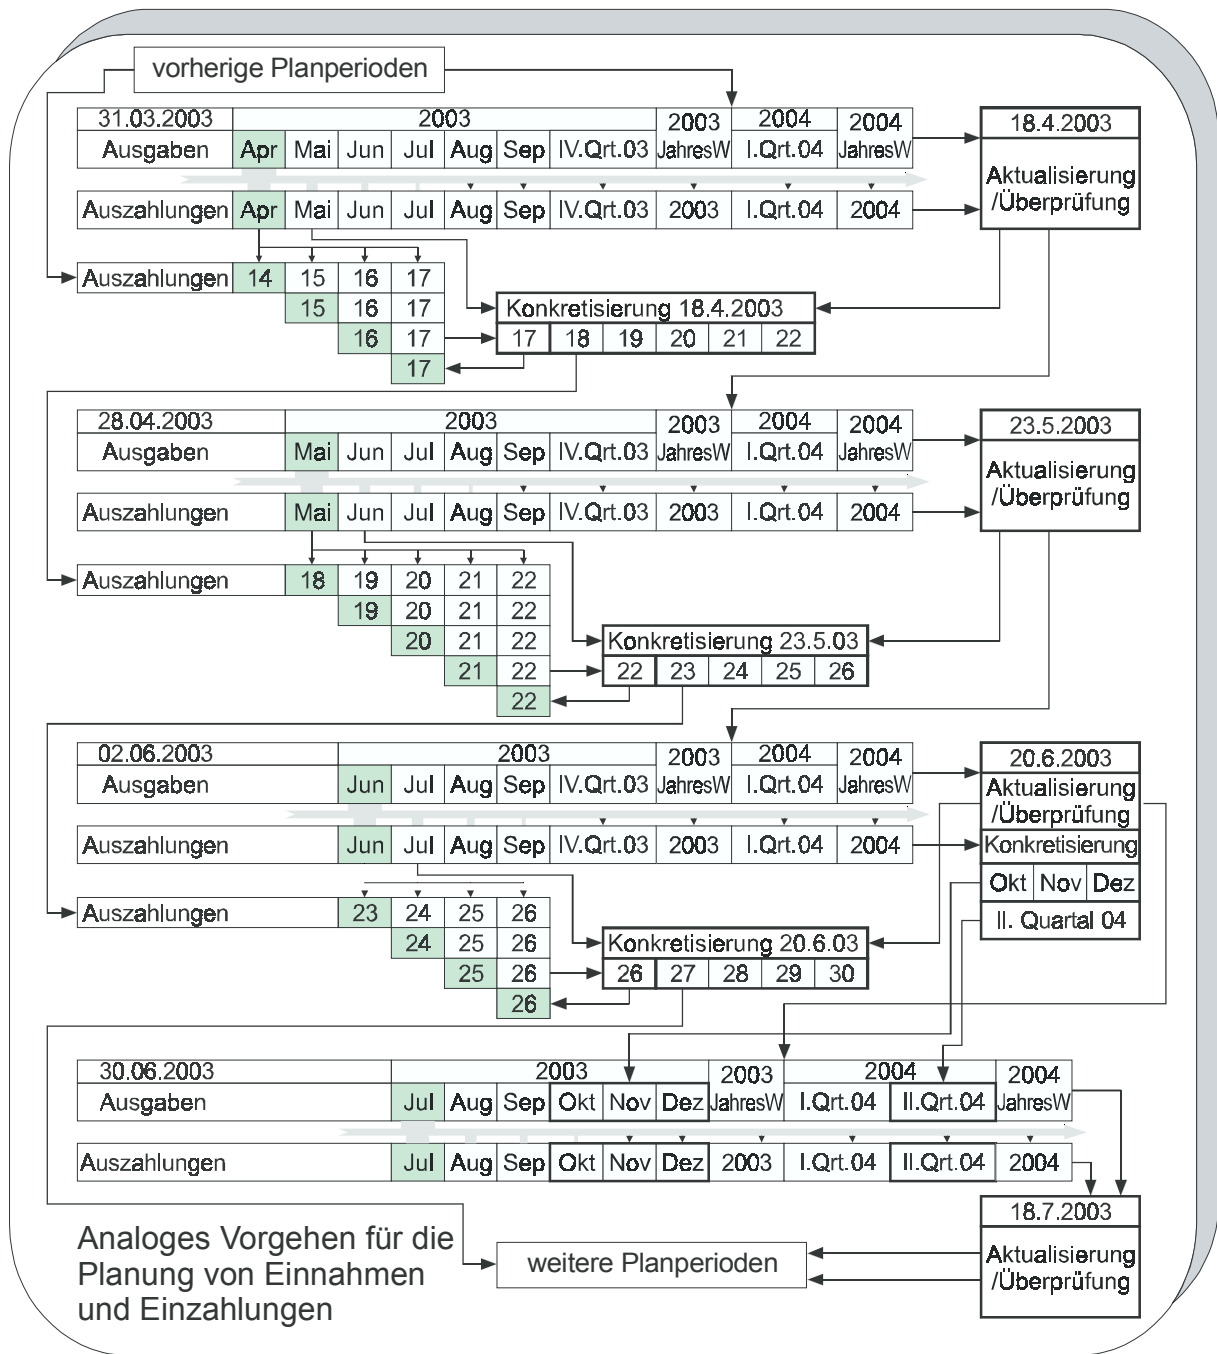 vorherige Planperioden
31.03.2003 2003 2003 2004 2004
Ausgaben Apr Mai Jun Jul Aug Sep IV.Qrt.03 JahresW I.Qrt.04 JahresW
Auszahlungen Apr Mai Jun Jul Aug Sep IV.Qrt.03 2003 I.Qrt.04 2004
18.4.2003
Aktualisierung
/Überprüfung
Auszahlungen 14 15 16 17
15 16 17
16 17
17
Konkretisierung 18.4.2003
17 18 19 20 21 22
28.04.2003 2003 2003 2004 2004
Ausgaben Mai Jun Jul Aug Sep IV.Qrt.03 JahresW I.Qrt.04 JahresW
Auszahlungen Mai Jun Jul Aug Sep IV.Qrt.03 2003 I.Qrt.04 2004
23.5.2003
Aktualisierung
/Überprüfung
Auszahlungen 18 19 20 21 22
19 20 21 22
20 21 22
21 22
22
Konkretisierung 23.5.03
22 23 24 25 26
02.06.2003 2003 2003 2004 2004
Ausgaben Jun Jul Aug Sep IV.Qrt.03 JahresW I.Qrt.04 JahresW
Auszahlungen Jun Jul Aug Sep IV.Qrt.03 2003 I.Qrt.04 2004
20.6.2003
Aktualisierung
/Überprüfung
Konkretisierung
Okt Nov Dez
II. Quartal 04
Auszahlungen 23 24 25 26
24 25 26
25 26
26
Konkretisierung 20.6.03
26 27 28 29 30
30.06.2003 2003 2003 2004 2004
Ausgaben Jul Aug Sep Okt Nov Dez JahresW I.Qrt.04 II.Qrt.04 JahresW
Auszahlungen Jul Aug Sep Okt Nov Dez 2003 I.Qrt.04 II.Qrt.04 2004
18.7.2003
Aktualisierung
/Überprüfung
weitere Planperioden
Analoges Vorgehen für die
Planung von Einnahmen
und Einzahlungen